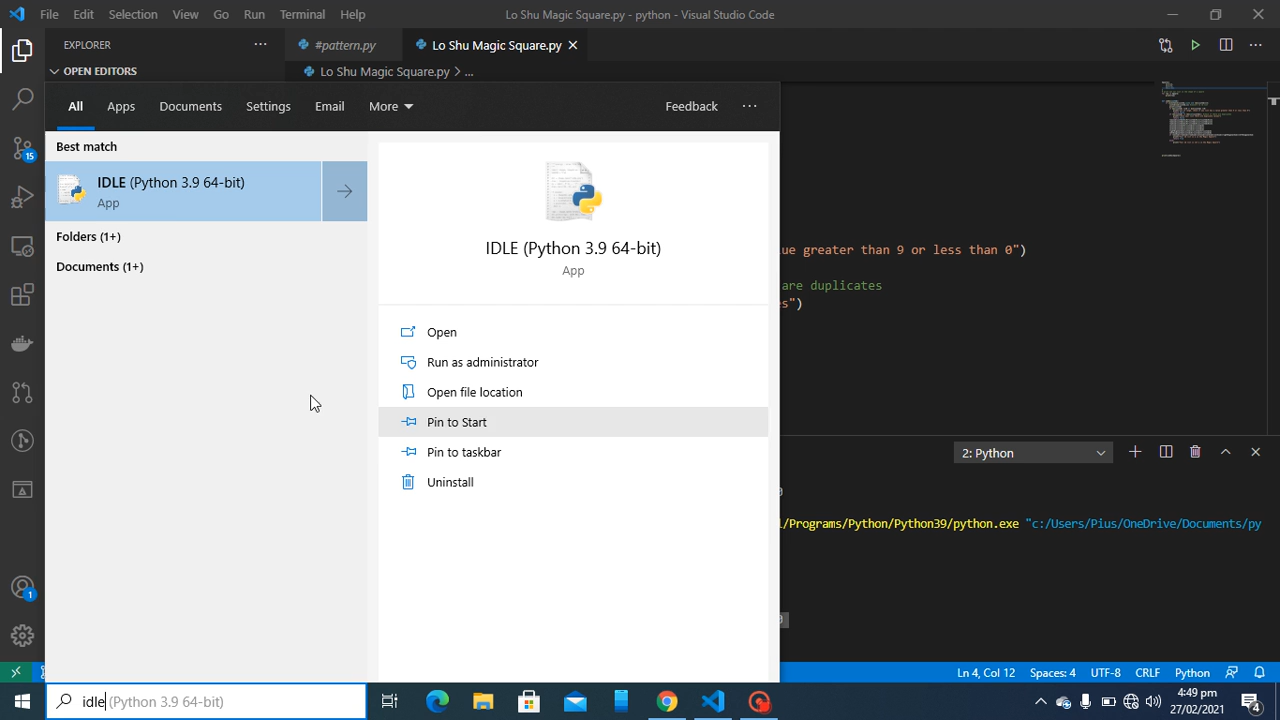 File Edit Selection View Go Run Terminal Help
Lo Shu Magic Square.py - python - Visual Studio Code
EXPLORER
#pattern.py
Lo Shu Magic Square.py
OPEN EDITORS
Lo Shu Magic Square.py > ...
All Apps Documents Settings Email More
Feedback
Best match
IDLE (Python 3.9 64-bit)
App
Folders (1+)
Documents (1+)
IDLE (Python 3.9 64-bit)
App
Open
Run as administrator
Open file location
Pin to Start
Pin to taskbar
Uninstall
ue greater than 9 or less than 0")
are duplicates
s")
2: Python
l/Programs/Python/Python39/python.exe "c:/Users/Pius/OneDrive/Documents/py
15
1
Ln 4, Col 12 Spaces: 4 UTF-8 CRLF Python
idle (Python 3.9 64-bit)
4:49 pm
27/02/2021
4